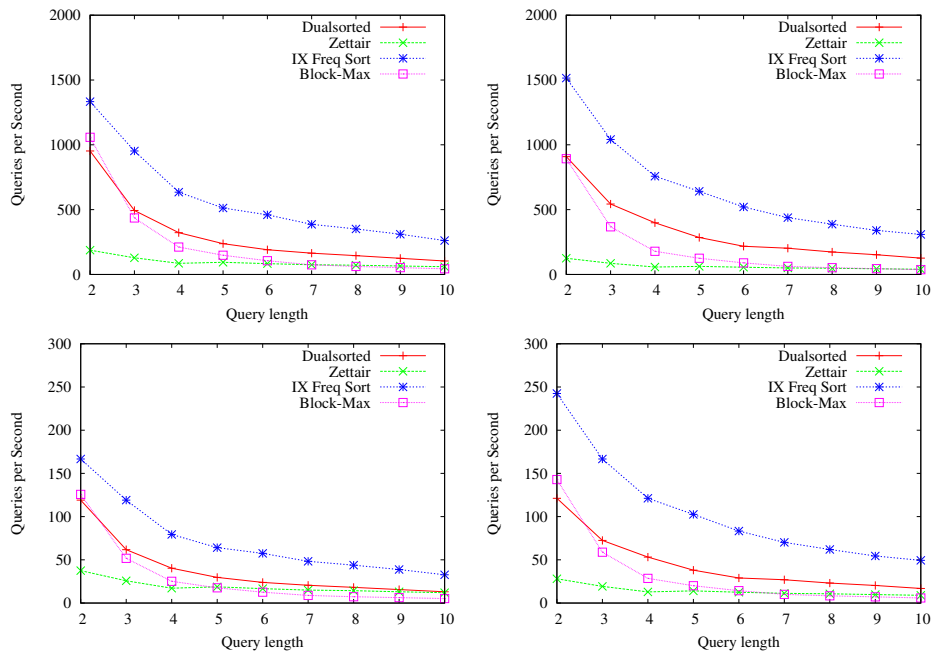 2000
1500
1000
500
0
Queries per Second
Dualsorted
Zettair
IX Freq Sort
Block-Max
2 3 4 5 6 7 8 9 10
Query length
2000
1500
1000
500
0
Queries per Second
Dualsorted
Zettair
IX Freq Sort
Block-Max
2 3 4 5 6 7 8 9 10
Query length
300
250
200
150
100
50
0
Queries per Second
Dualsorted
Zettair
IX Freq Sort
Block-Max
2 3 4 5 6 7 8 9 10
Query length
300
250
200
150
100
50
0
Queries per Second
Dualsorted
Zettair
IX Freq Sort
Block-Max
2 3 4 5 6 7 8 9 10
Query length